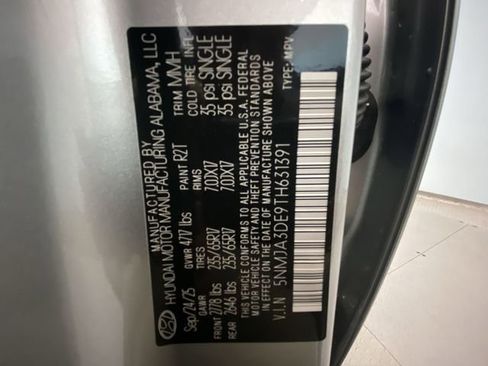 MANUFACTURED BY
HYUNDAI MOTOR MANUFACTURING ALABAMA, LLC
Sep/24/25 PAINT R2T TRIM MMH
GVWR 4717 lbs
GAWR TIRES RIMS COLD TIRE INFL
FRONT 2778 lbs 235/65R17 7.0JX17 35 psi SINGLE
REAR 2646 lbs 235/65R17 7.0JX17 35 psi SINGLE
THIS VEHICLE CONFORMS TO ALL APPLICABLE U.S.A. FEDERAL
MOTOR VEHICLE SAFETY AND THEFT PREVENTION STANDARDS
IN EFFECT ON THE DATE OF MANUFACTURE SHOWN ABOVE
V.I.N 5NMJA3DE9TH631391 TYPE: MPV